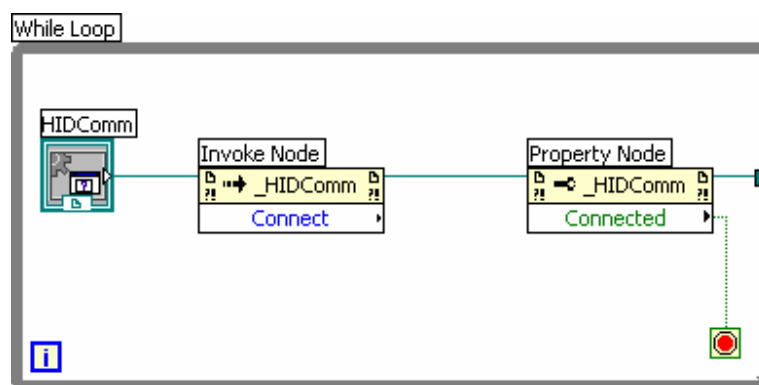 While Loop
HIDComm
Invoke Node
_HIDComm
Connect
Property Node
_HIDComm
Connected
i